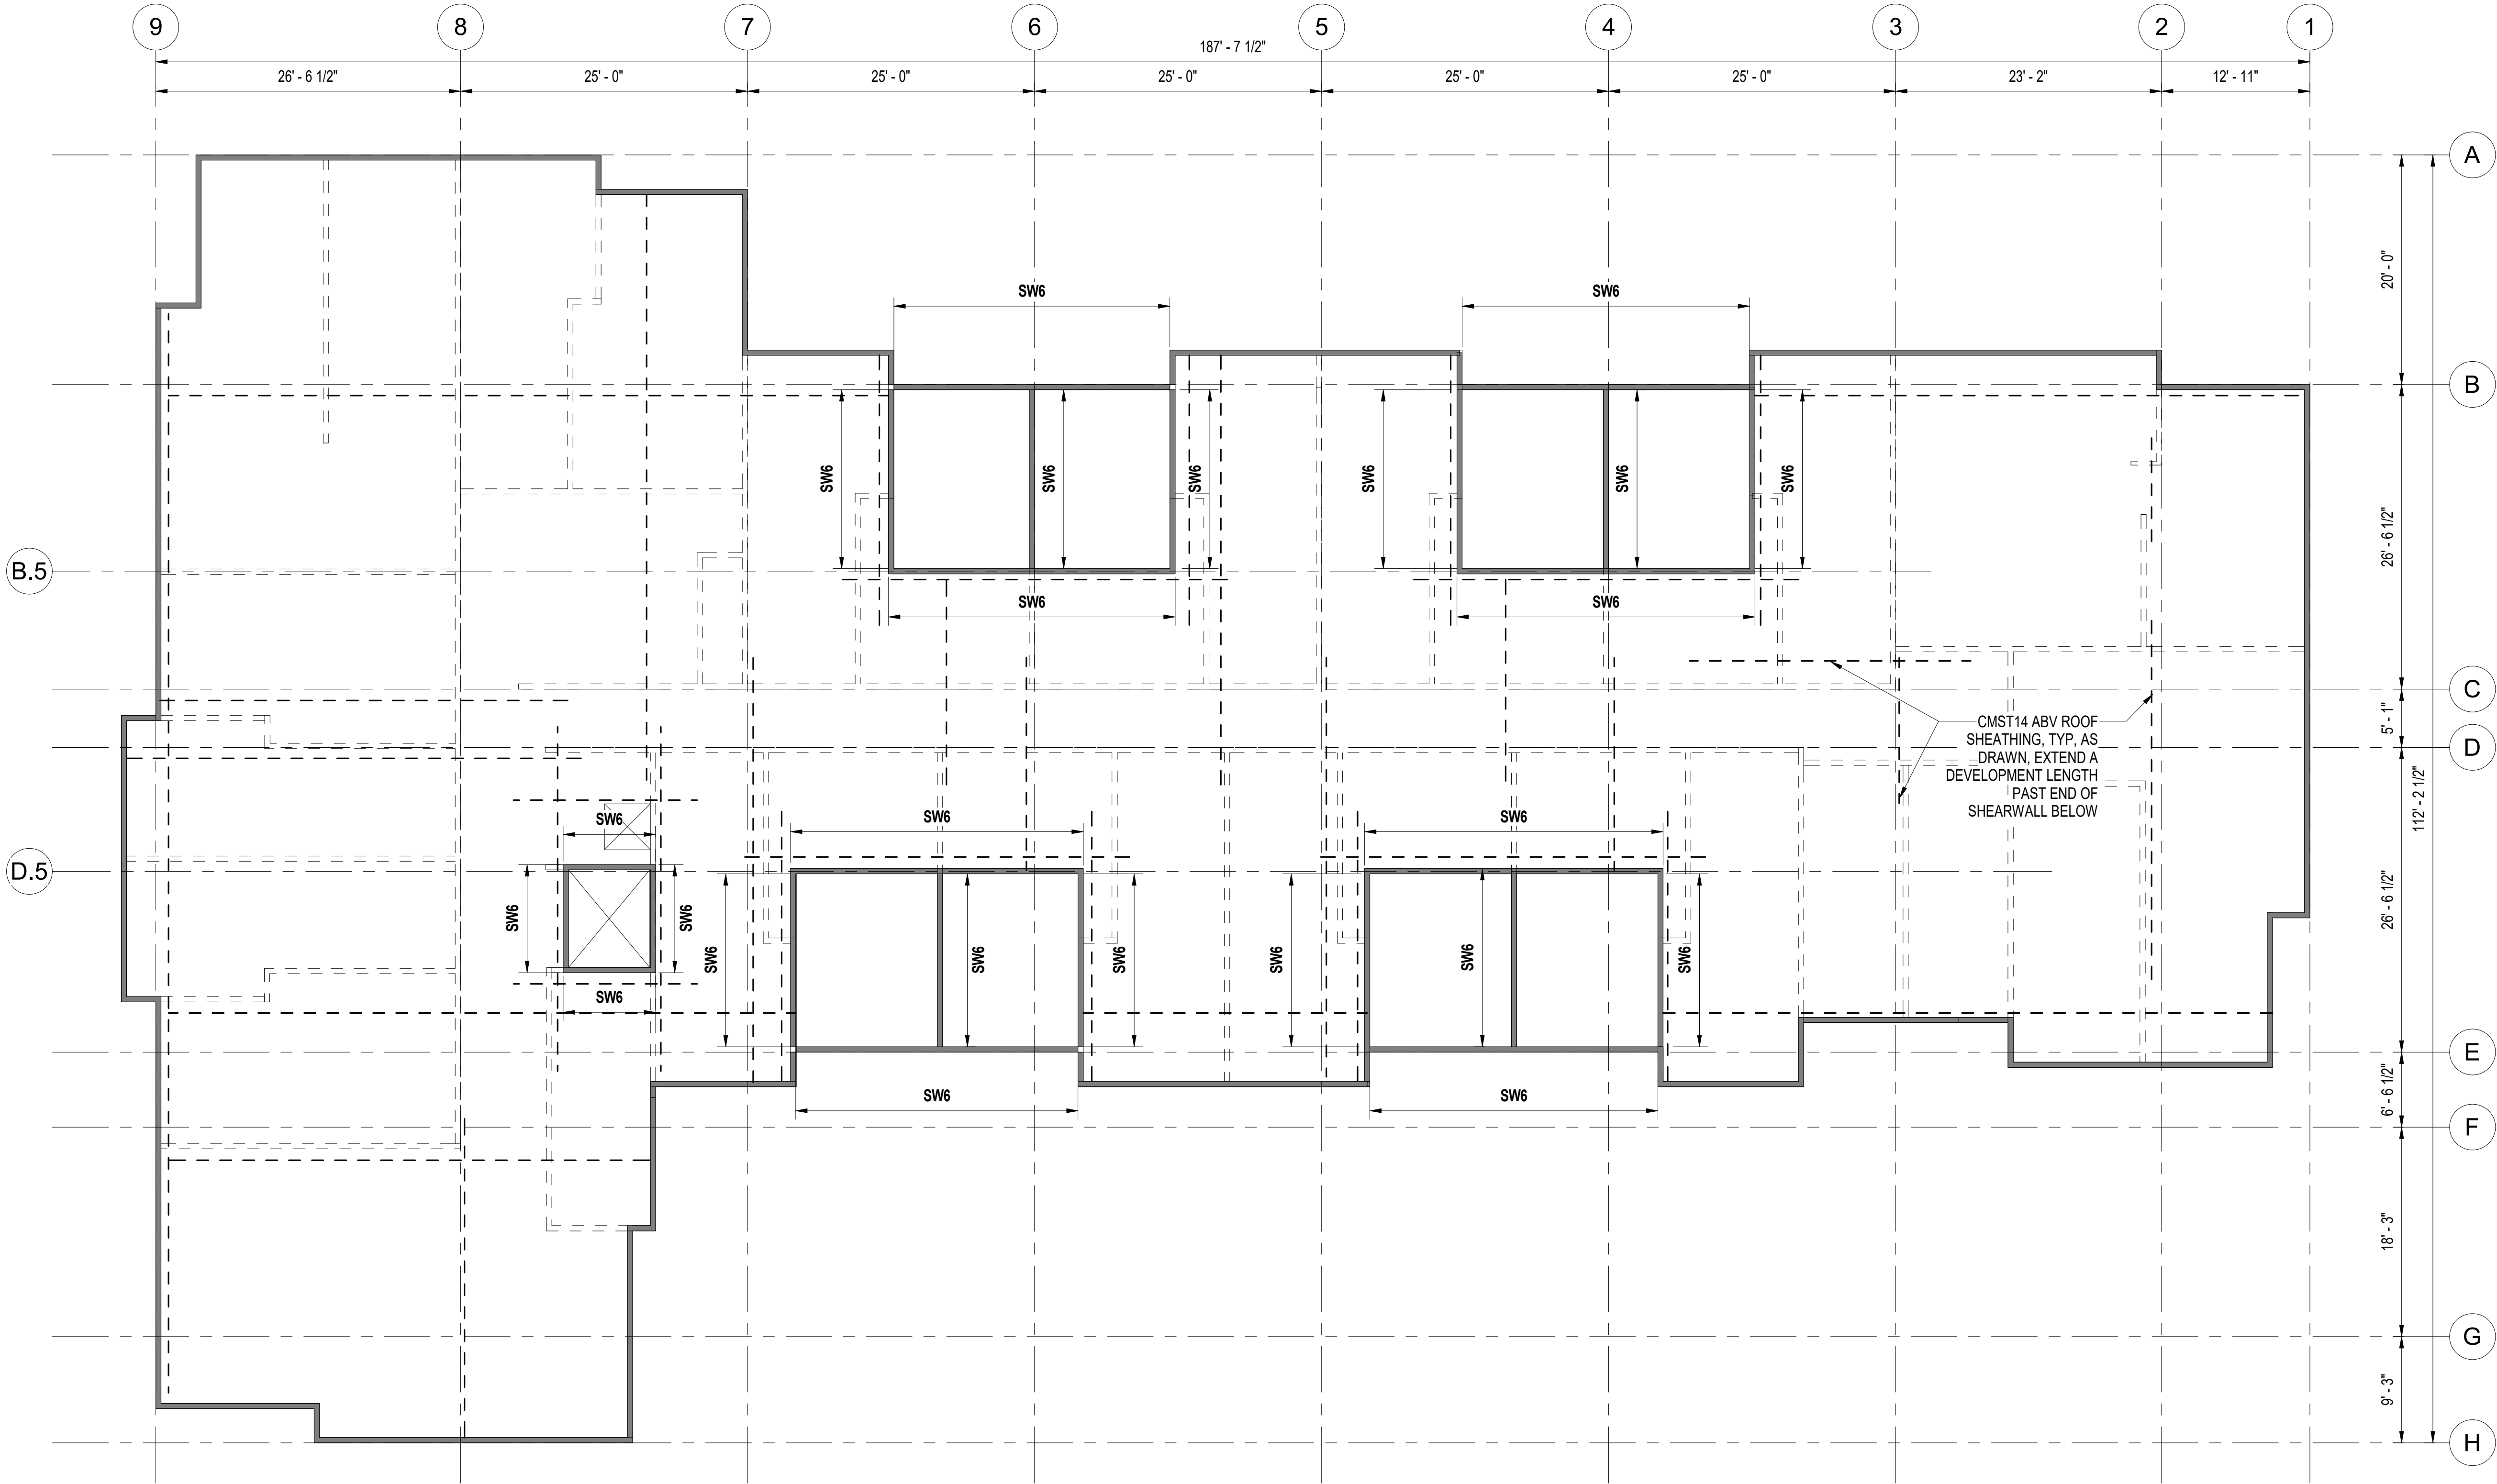 9 8 7 6 5 4 3 2 1
187' - 7 1/2"
26' - 6 1/2" 25' - 0" 25' - 0" 25' - 0" 25' - 0" 25' - 0" 23' - 2" 12' - 11"
A
20' - 0"
SW6 SW6
B
SW6 SW6 SW6 SW6 SW6 SW6
26' - 6 1/2"
B.5
SW6 SW6
C
5' - 1"
CMST14 ABV ROOF
SHEATHING, TYP, AS
DRAWN, EXTEND A
DEVELOPMENT LENGTH
PAST END OF
SHEARWALL BELOW
D
112' - 2 1/2"
SW6 SW6 SW6
D.5
26' - 6 1/2"
SW6 SW6 SW6 SW6 SW6 SW6 SW6 SW6
SW6
E
6' - 6 1/2"
SW6 SW6
F
18' - 3"
G
9' - 3"
H